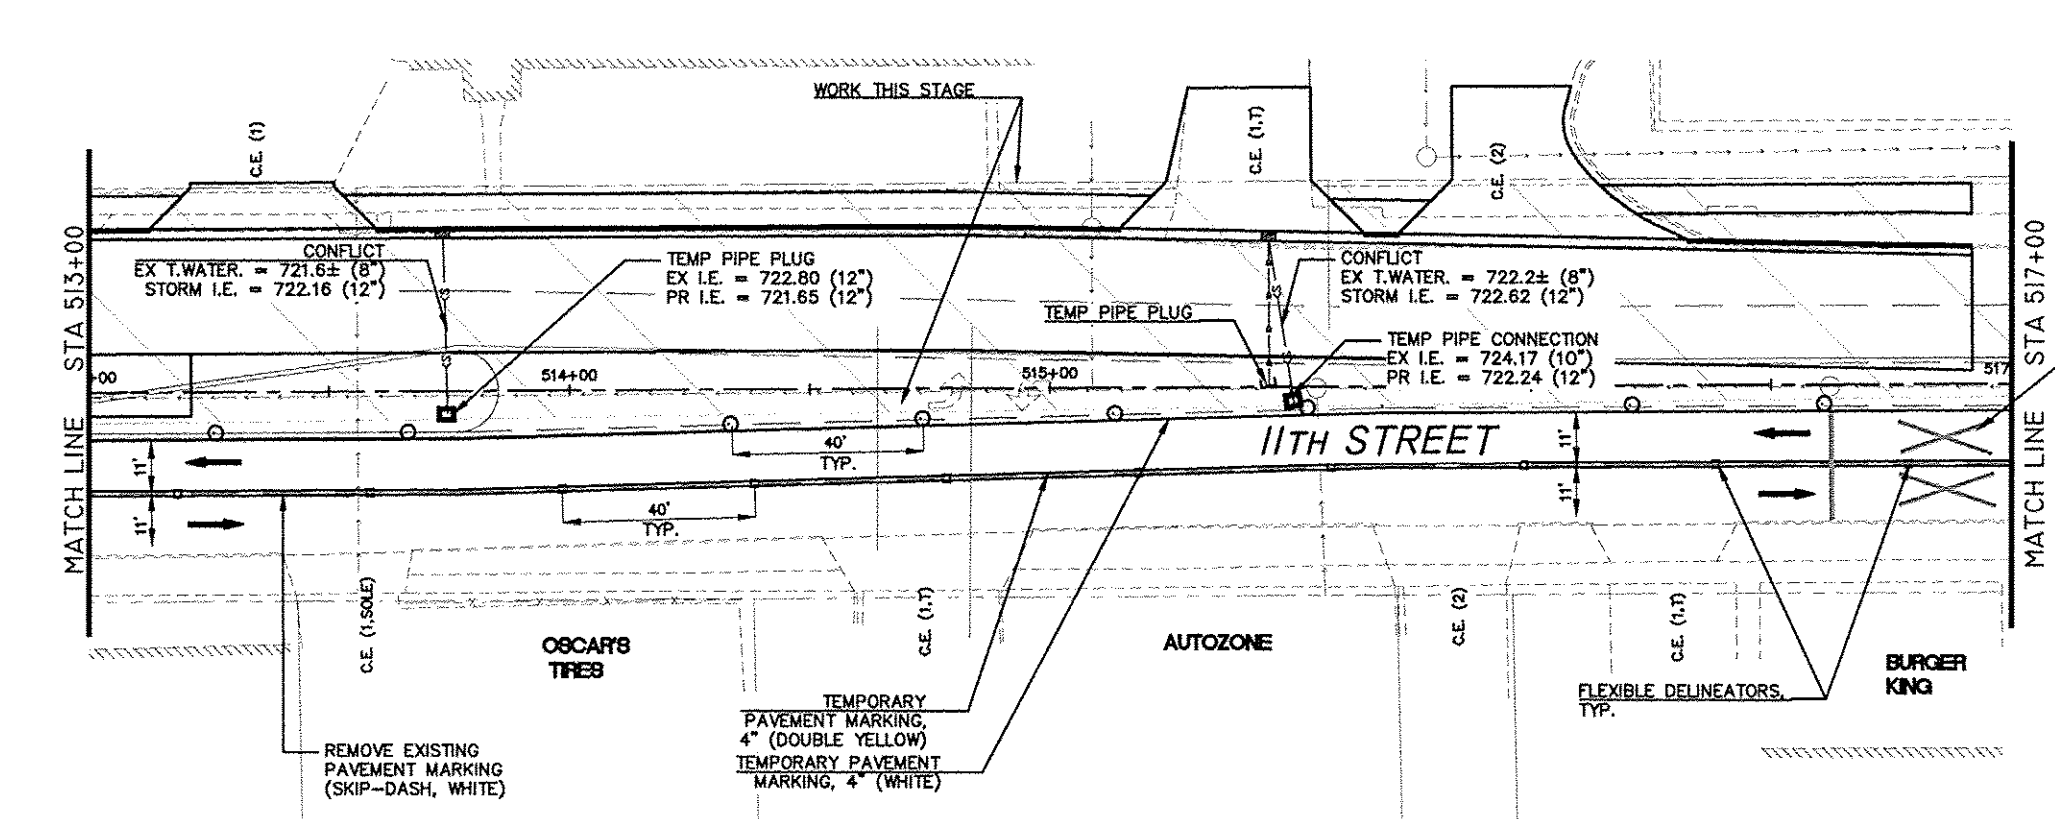 WORK THIS STAGE
C.E. (1)
C.E. (1,T)
C.E. (2)
MATCH LINE STA 513+00
CONFLICT
EX T.WATER. = 721.6± (8")
STORM I.E. = 722.16 (12")
TEMP PIPE PLUG
EX I.E. = 722.80 (12")
PR I.E. = 721.65 (12")
CONFLICT
EX T.WATER. = 722.2± (8")
STORM I.E. = 722.62 (12")
TEMP PIPE PLUG
TEMP PIPE CONNECTION
EX I.E. = 724.17 (10")
PR I.E. = 722.24 (12")
MATCH LINE STA 517+00
+00
514+00
515+00
517
11TH STREET
40'
TYP.
40'
TYP.
11'
11'
11'
11'
C.E. (1,SOLE)
C.E. (1,T)
C.E. (2)
C.E. (1,T)
OSCAR'S
TIRES
AUTOZONE
BURGER
KING
FLEXIBLE DELINEATORS,
TYP.
TEMPORARY
PAVEMENT MARKING,
4" (DOUBLE YELLOW)
TEMPORARY PAVEMENT
MARKING, 4" (WHITE)
REMOVE EXISTING
PAVEMENT MARKING
(SKIP-DASH, WHITE)